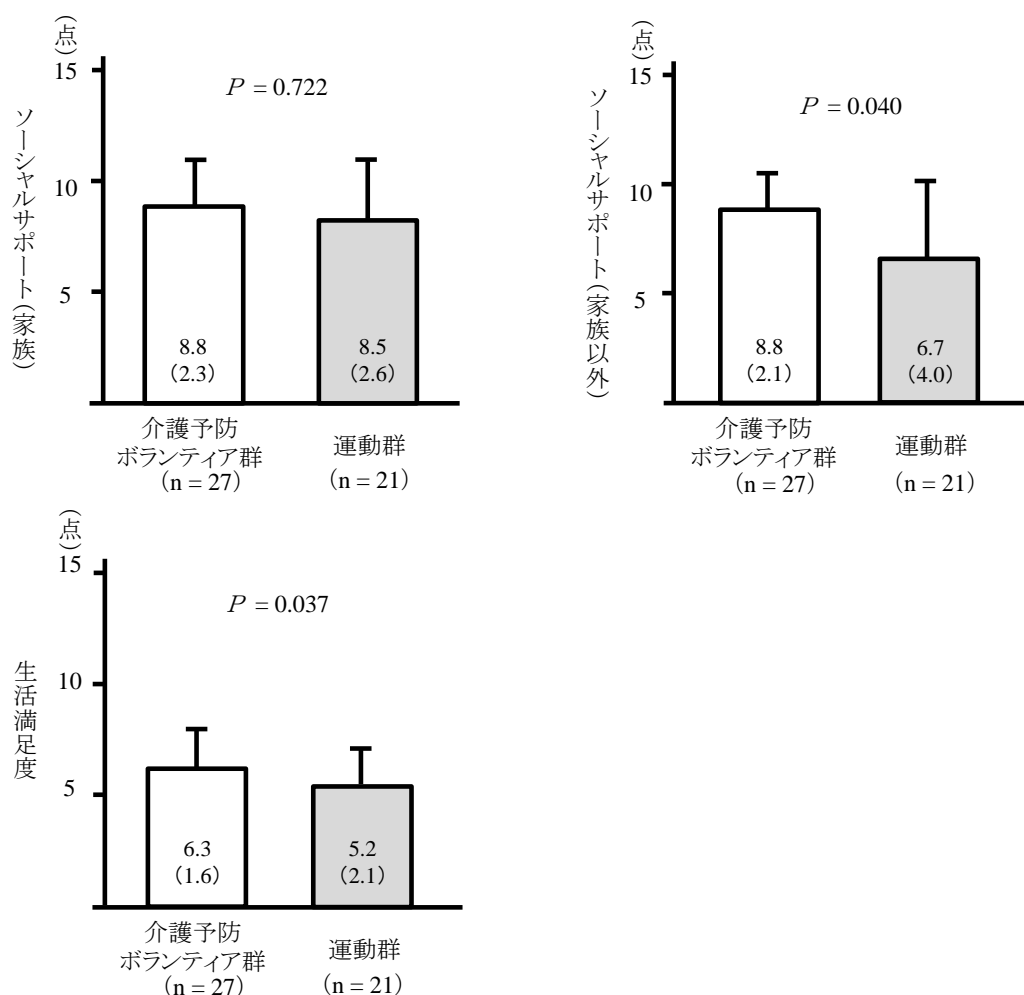 (点)
15
10
5
ソーシャルサポート(家族)
P = 0.722
8.8
(2.3)
8.5
(2.6)
介護予防
ボランティア群
(n = 27)
運動群
(n = 21)
(点)
15
10
5
ソーシャルサポート(家族以外)
P = 0.040
8.8
(2.1)
6.7
(4.0)
介護予防
ボランティア群
(n = 27)
運動群
(n = 21)
(点)
15
10
5
生活満足度
P = 0.037
6.3
(1.6)
5.2
(2.1)
介護予防
ボランティア群
(n = 27)
運動群
(n = 21)